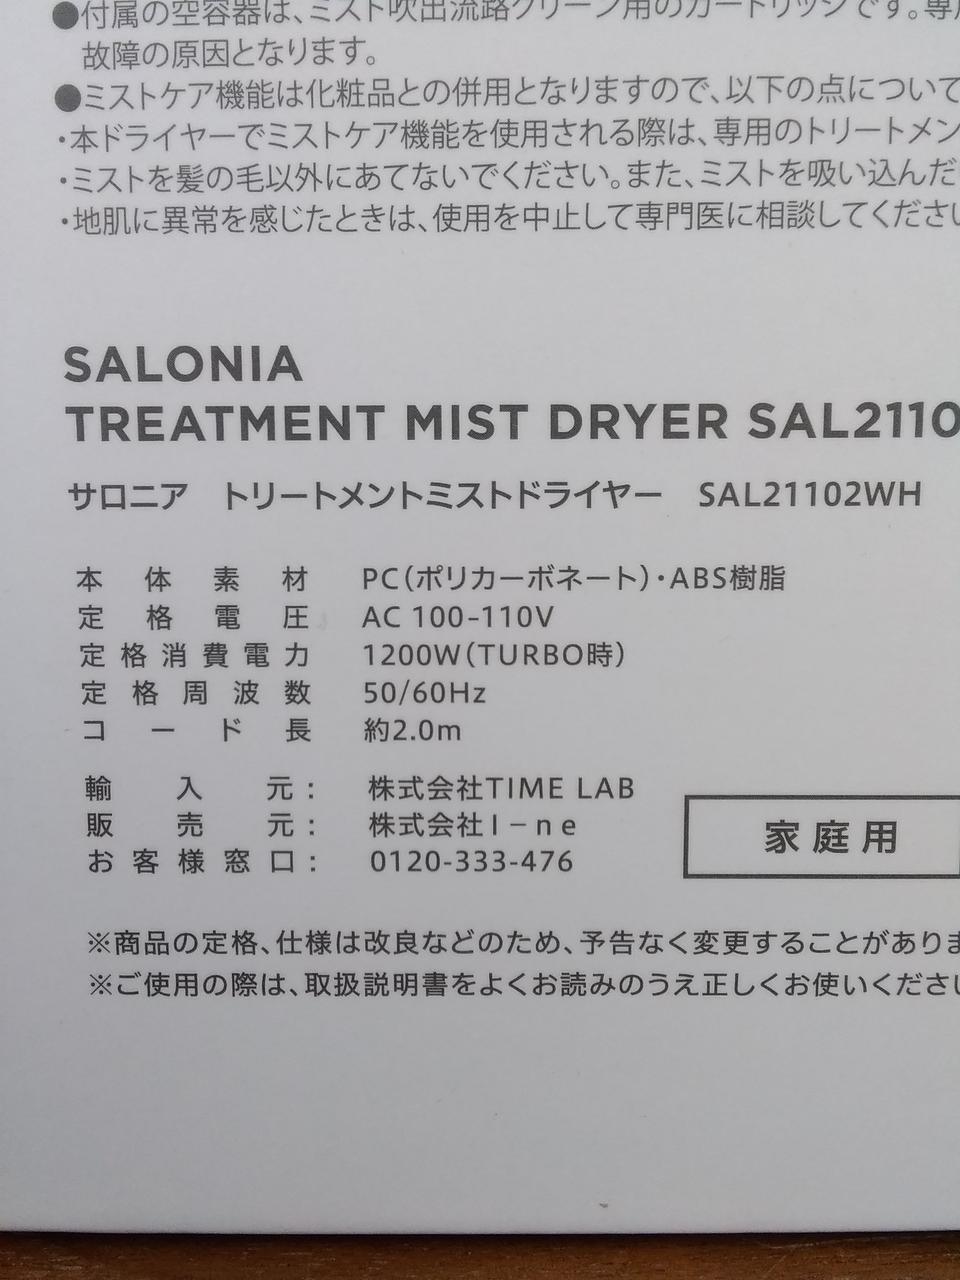 ●付属の空容器は、ミスト吹出流路クリーン用のカートリッジです。専
故障の原因となります。
●ミストケア機能は化粧品との併用となりますので、以下の点について
・本ドライヤーでミストケア機能を使用される際は、専用のトリートメン
・ミストを髪の毛以外にあてないでください。また、ミストを吸い込んだ
・地肌に異常を感じたときは、使用を中止して専門医に相談してくださ
SALONIA
TREATMENT MIST DRYER SAL2110
サロニア トリートメントミストドライヤー SAL21102WH
本体素材 PC(ポリカーボネート)・ABS樹脂
定格電圧 AC 100-110V
定格消費電力 1200W(TURBO時)
定格周波数 50/60Hz
コード長 約2.0m
輸入元: 株式会社TIME LAB
販売元: 株式会社I-ne
お客様窓口: 0120-333-476
家庭用
※商品の定格、仕様は改良などのため、予告なく変更することがありま
※ご使用の際は、取扱説明書をよくお読みのうえ正しくお使いくださ